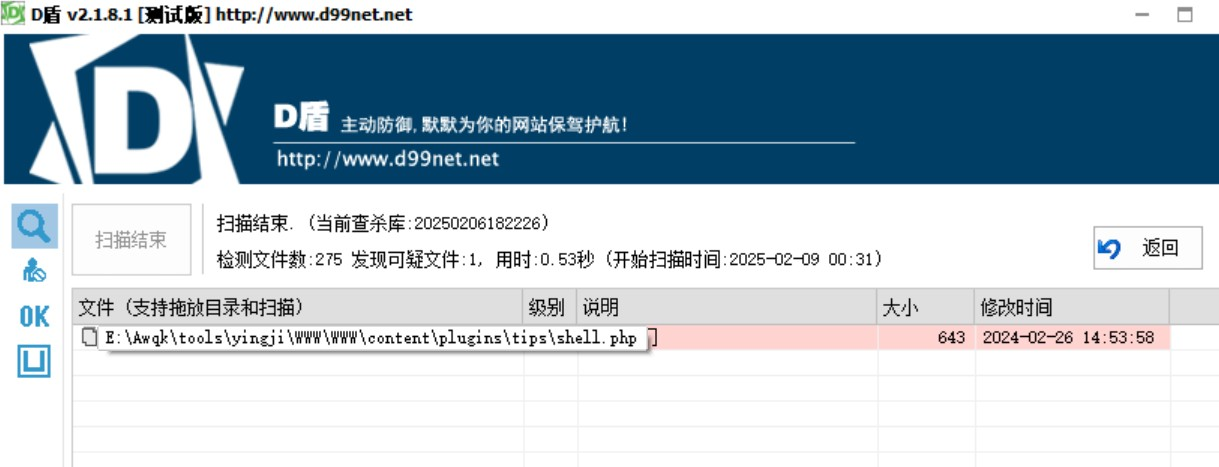 D盾 v2.1.8.1 [测试版] http://www.d99net.net
D
D盾 主动防御,默默为你的网站保驾护航!
http://www.d99net.net
扫描结束
扫描结束. (当前查杀库:20250206182226)
检测文件数:275 发现可疑文件:1, 用时:0.53秒 (开始扫描时间:2025-02-09 00:31)
返回
OK
文件 (支持拖放目录和扫描) 级别 说明 大小 修改时间
E:\Awqk\tools\yingji\WWW\WWW\content\plugins\tips\shell.php ] 643 2024-02-26 14:53:58